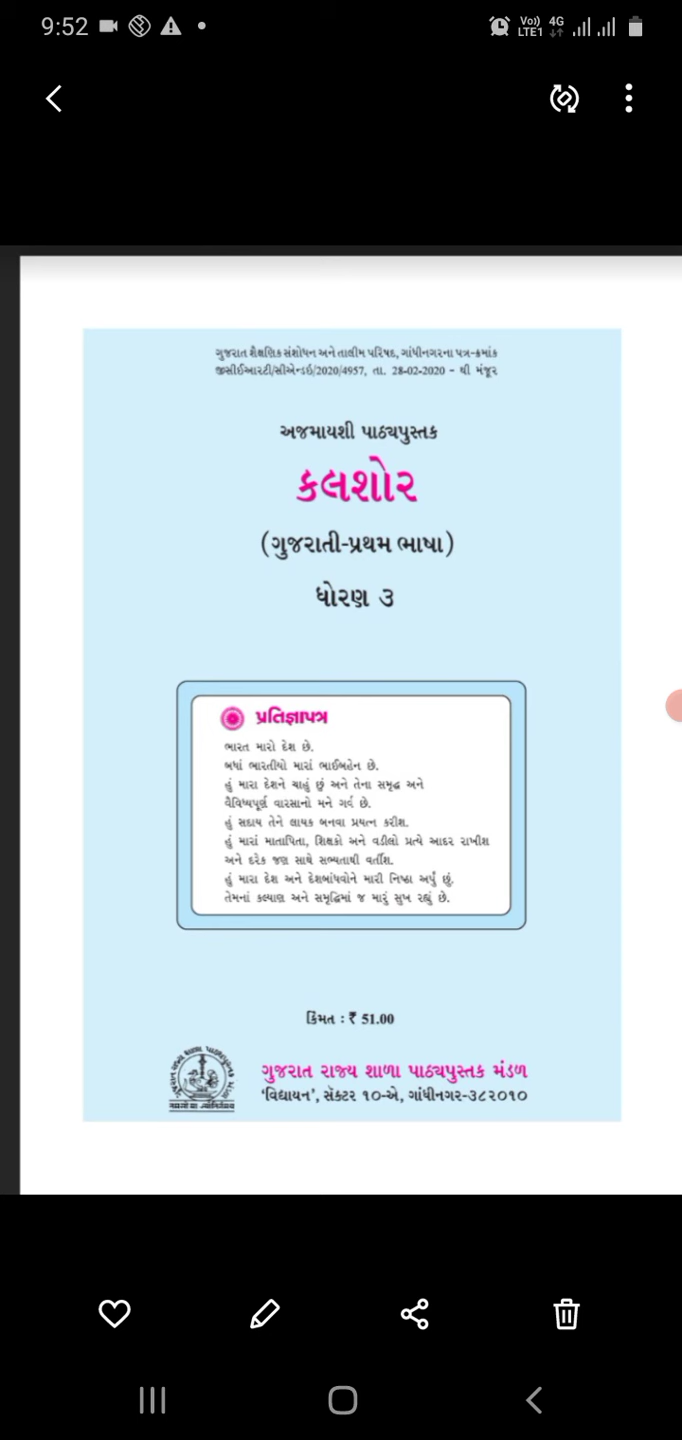 9:52
Vo)) 4G
LTE1
ગુજરાત શૈક્ષણિક સંશોધન અને તાલીમ પરિષદ, ગાંધીનગરના પત્ર-ક્રમાંક
જીસીઈઆરટી/સીએન્ડઇ/2020/4957, તા. 28-02-2020 - થી મંજૂર
અજમાયશી પાઠ્યપુસ્તક
કલશોર
(ગુજરાતી-પ્રથમ ભાષા)
ધોરણ ૩
પ્રતિજ્ઞાપત્ર
ભારત મારો દેશ છે.
બધાં ભારતીયો મારાં ભાઈબહેન છે.
હું મારા દેશને ચાહું છું અને તેના સમૃદ્ધ અને
વૈવિધ્યપૂર્ણ વારસાનો મને ગર્વ છે.
હું સદાય તેને લાયક બનવા પ્રયત્ન કરીશ.
હું મારાં માતાપિતા, શિક્ષકો અને વડીલો પ્રત્યે આદર રાખીશ
અને દરેક જણ સાથે સભ્યતાથી વર્તીશ.
હું મારા દેશ અને દેશબાંધવોને મારી નિષ્ઠા અર્પું છું.
તેમનાં કલ્યાણ અને સમૃદ્ધિમાં જ મારું સુખ રહ્યું છે.
કિંમત : ₹ 51.00
ગુજરાત રાજ્ય શાળા પાઠ્યપુસ્તક મંડળ
'વિદ્યાયન', સૅક્ટર ૧૦-એ, ગાંધીનગર-૩૮૨૦૧૦